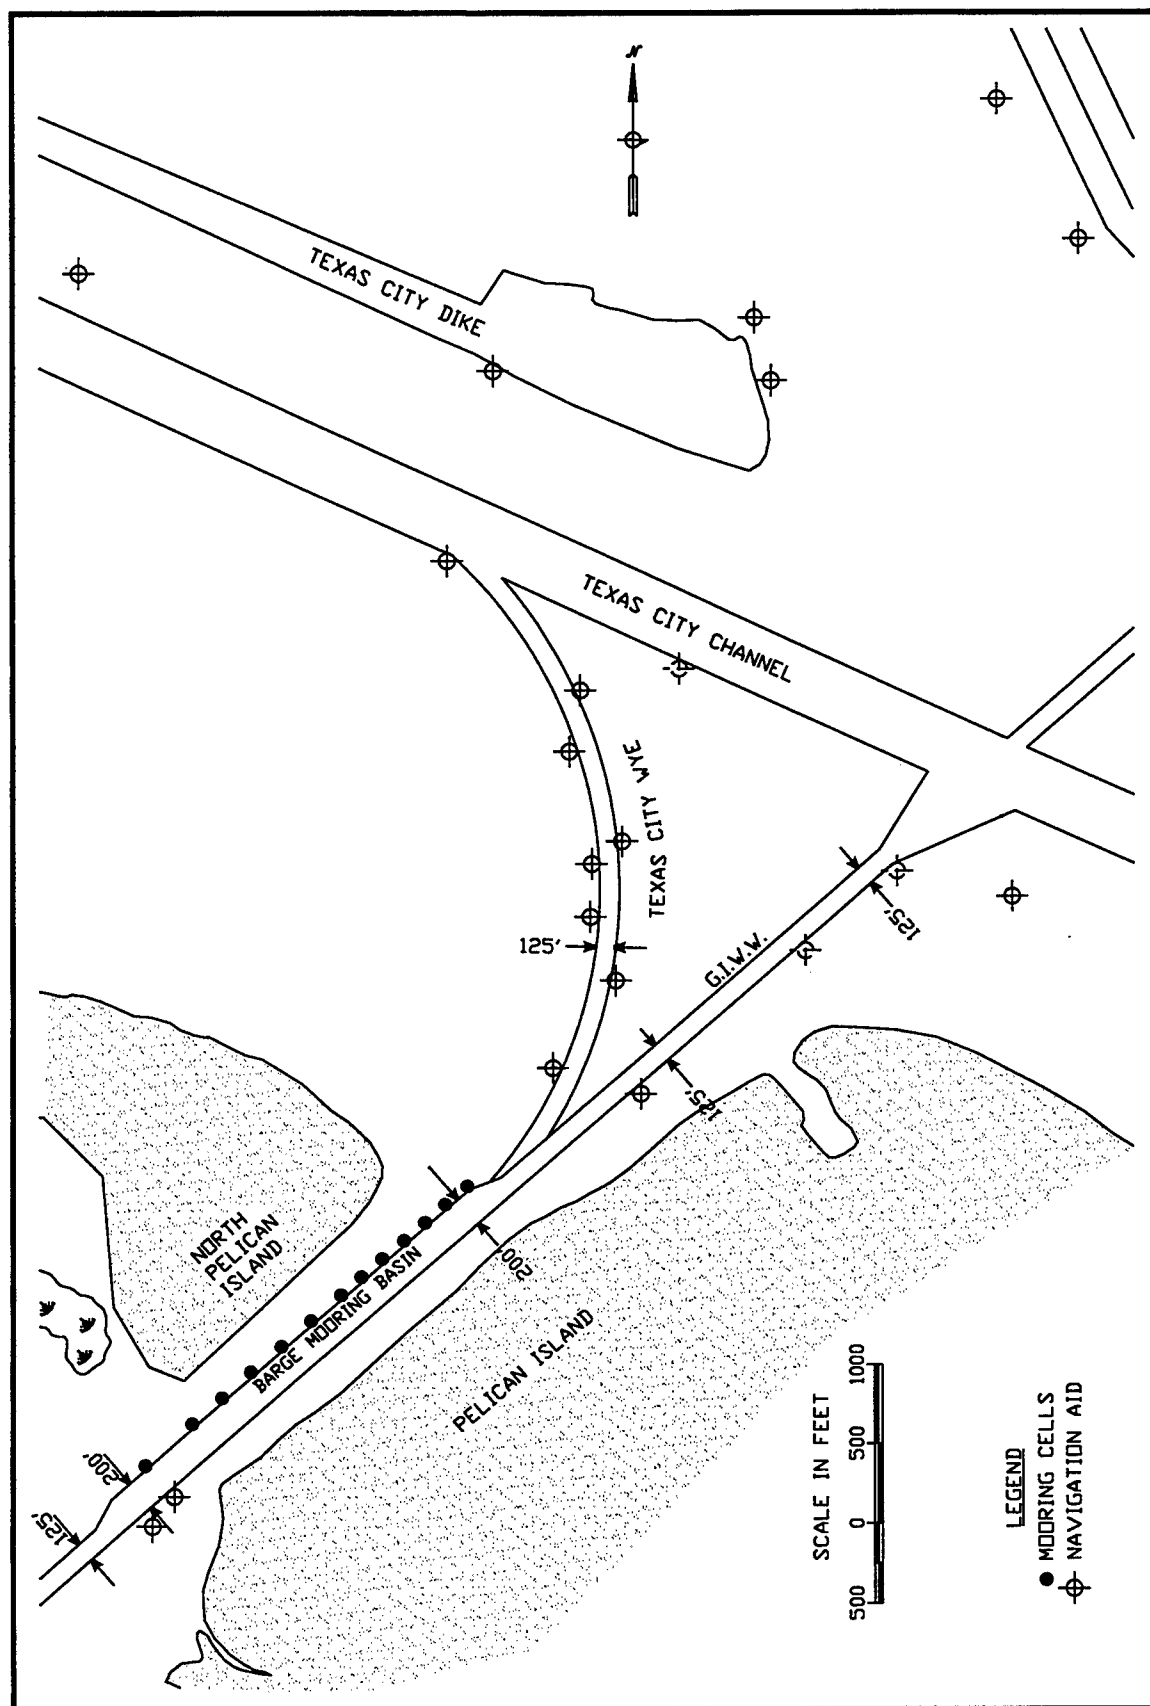 N
TEXAS CITY DIKE
TEXAS CITY CHANNEL
TEXAS CITY WYE
125'
G.I.W.W.
125'
125'
NORTH
PELICAN
ISLAND
BARGE MOORING BASIN
200'
PELICAN ISLAND
200'
125'
SCALE IN FEET
500 0 500 1000
LEGEND
MOORING CELLS
NAVIGATION AID